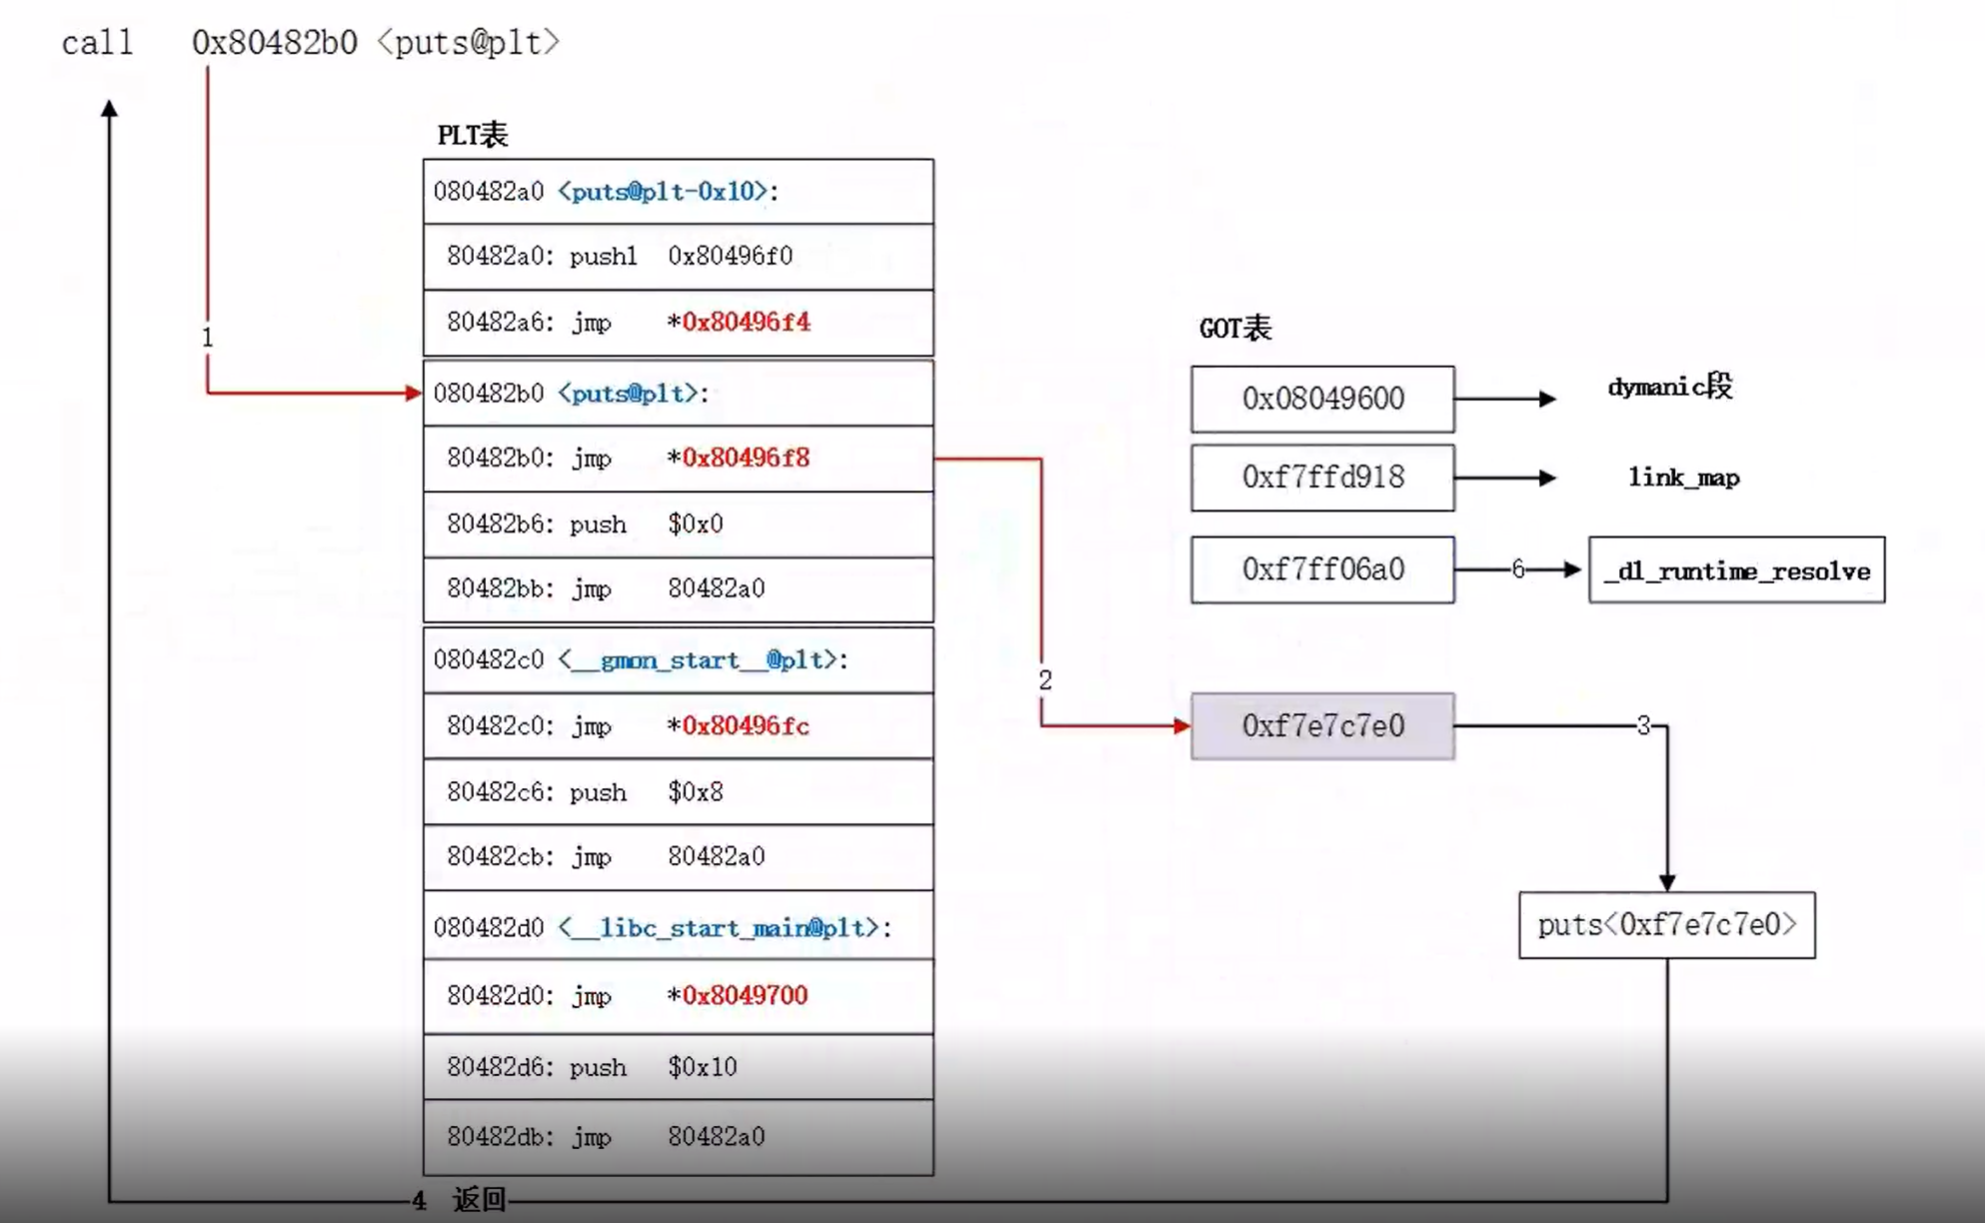 call 0x80482b0 <puts@plt>
PLT表
080482a0 <puts@plt-0x10>:
80482a0: pushl 0x80496f0
80482a6: jmp *0x80496f4
080482b0 <puts@plt>:
80482b0: jmp *0x80496f8
80482b6: push $0x0
80482bb: jmp 80482a0
080482c0 <__gmon_start__@plt>:
80482c0: jmp *0x80496fc
80482c6: push $0x8
80482cb: jmp 80482a0
080482d0 <__libc_start_main@plt>:
80482d0: jmp *0x8049700
80482d6: push $0x10
80482db: jmp 80482a0
1
2
GOT表
0x08049600
dymanic段
0xf7ffd918
link_map
0xf7ff06a0
6
_dl_runtime_resolve
0xf7e7c7e0
3
puts<0xf7e7c7e0>
4 返回